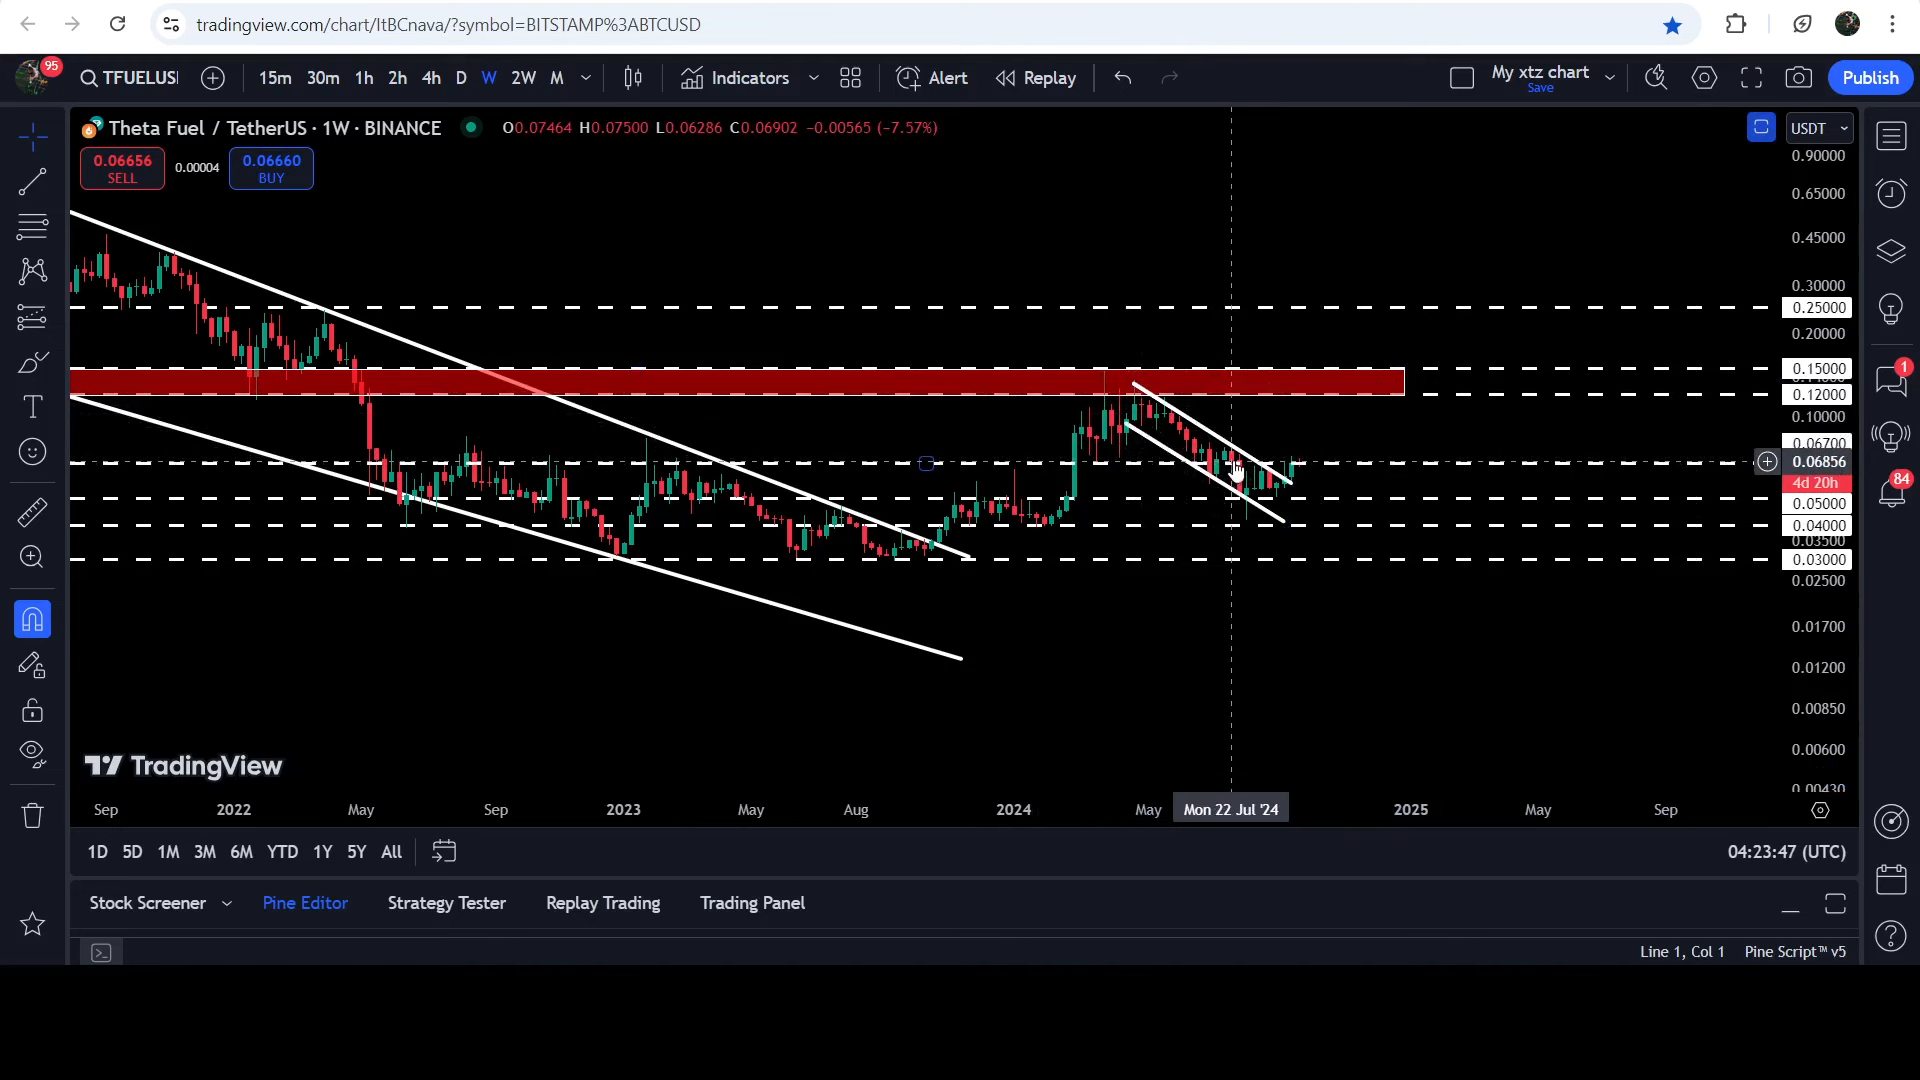 tradingview.com/chart/ItBCnava/?symbol=BITSTAMP%3ABTCUSD
95
TFUELUS
15m 30m 1h 2h 4h D W 2W M
Indicators
Alert
Replay
My xtz chart
Save
Publish
Theta Fuel / TetherUS · 1W · BINANCE
O0.07464 H0.07500 L0.06286 C0.06902 −0.00565 (−7.57%)
USDT
0.06656
SELL
0.00004
0.06660
BUY
0.90000
0.65000
0.45000
0.30000
0.25000
0.20000
0.15000
0.12000
0.10000
0.06700
0.06856
4d 20h
0.05000
0.04000
0.03500
0.03000
0.02500
0.01700
0.01200
0.00850
0.00600
0.00430
1
84
TradingView
Sep 2022 May Sep 2023 May Aug 2024 May Mon 22 Jul '24 2025 May Sep
1D 5D 1M 3M 6M YTD 1Y 5Y All
04:23:47 (UTC)
Stock Screener Pine Editor Strategy Tester Replay Trading Trading Panel
Line 1, Col 1 Pine Script™ v5